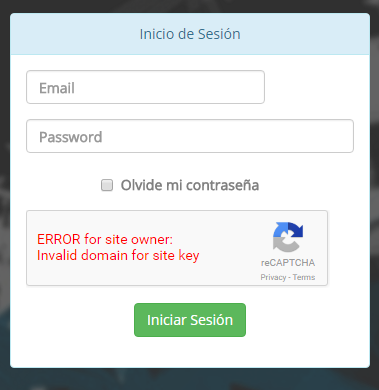 Inicio de Sesión
Email
Password
Olvide mi contraseña
ERROR for site owner:
Invalid domain for site key
reCAPTCHA
Privacy - Terms
Iniciar Sesión